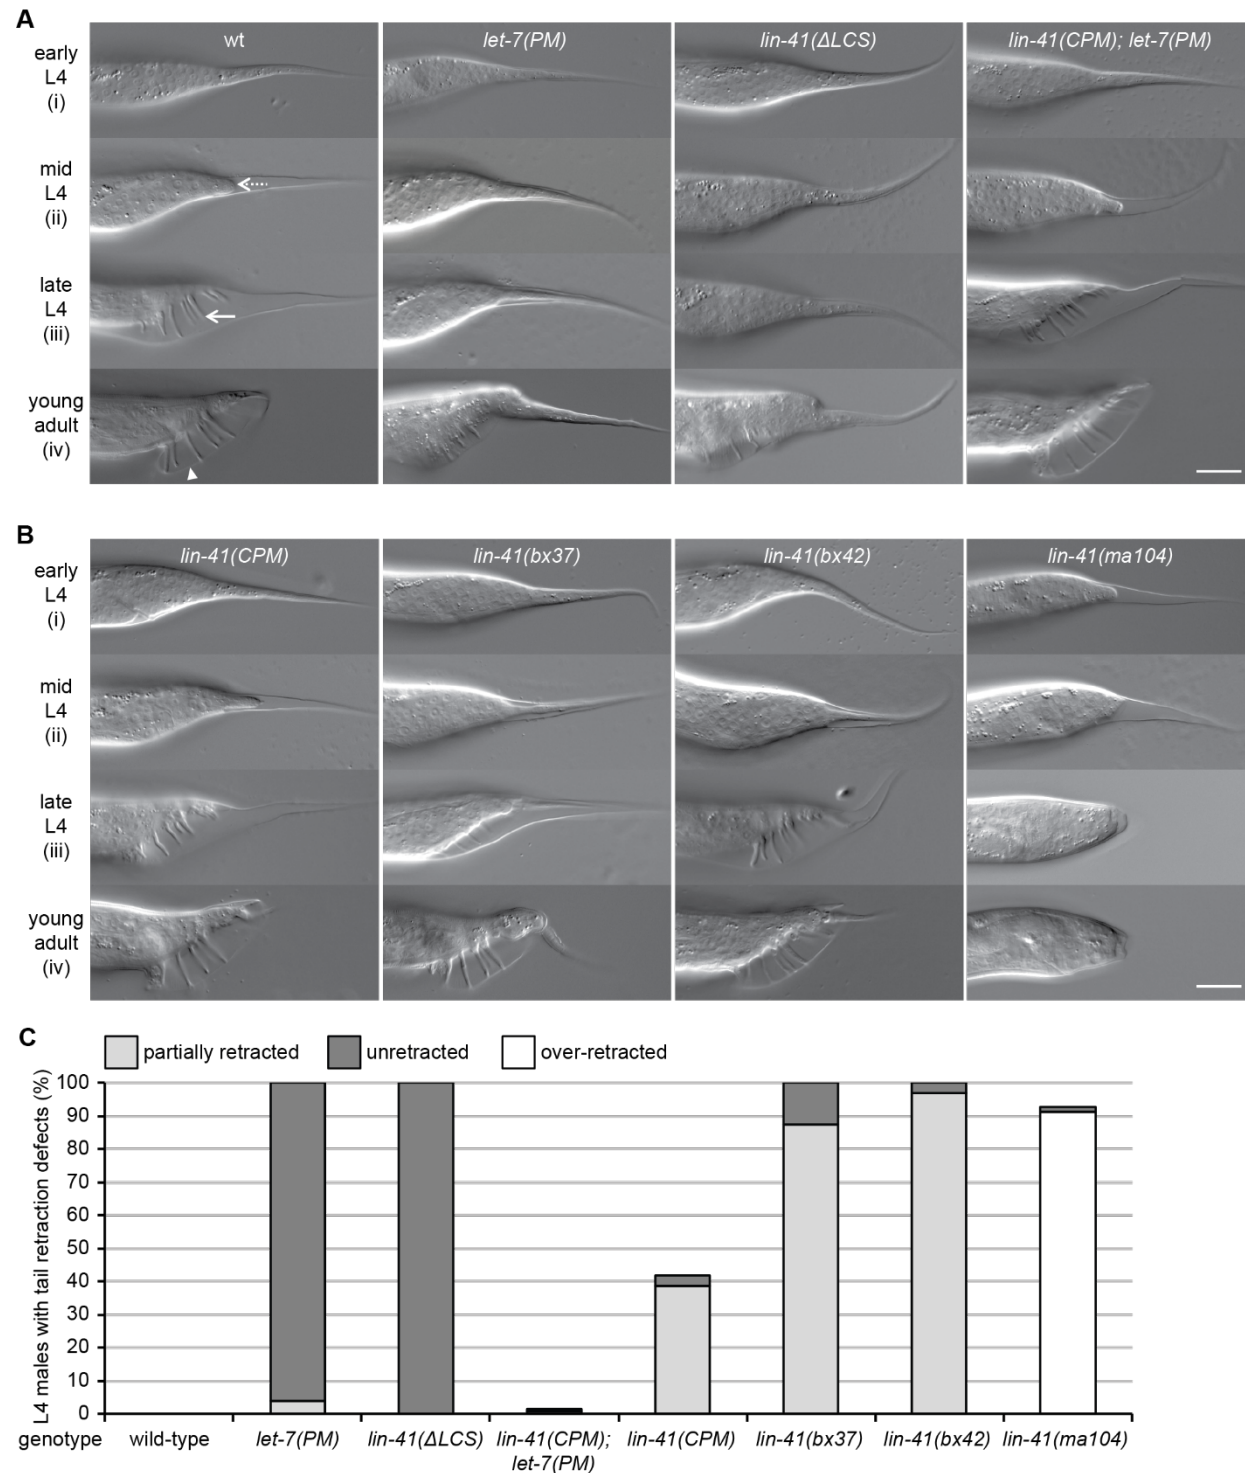 A
wt
let-7(PM)
lin-41(ΔLCS)
lin-41(CPM); let-7(PM)
early
L4
(i)
mid
L4
(ii)
late
L4
(iii)
young
adult
(iv)
B
lin-41(CPM)
lin-41(bx37)
lin-41(bx42)
lin-41(ma104)
early
L4
(i)
mid
L4
(ii)
late
L4
(iii)
young
adult
(iv)
C
partially retracted
unretracted
over-retracted
L4 males with tail retraction defects (%)
100
90
80
70
60
50
40
30
20
10
0
genotype
wild-type
let-7(PM)
lin-41(ΔLCS)
lin-41(CPM);
let-7(PM)
lin-41(CPM)
lin-41(bx37)
lin-41(bx42)
lin-41(ma104)